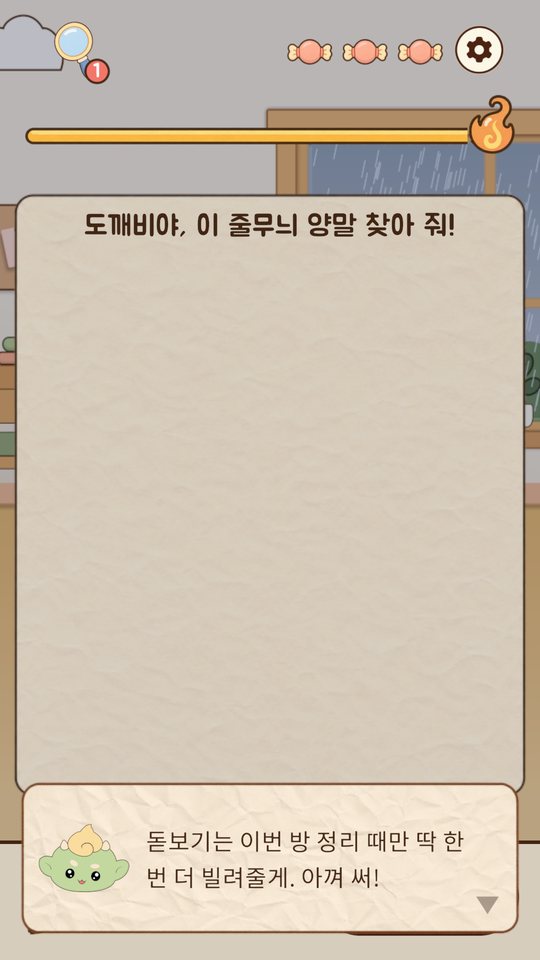 1
도깨비야, 이 줄무늬 양말 찾아 줘!
돋보기는 이번 방 정리 때만 딱 한
번 더 빌려줄게. 아껴 써!